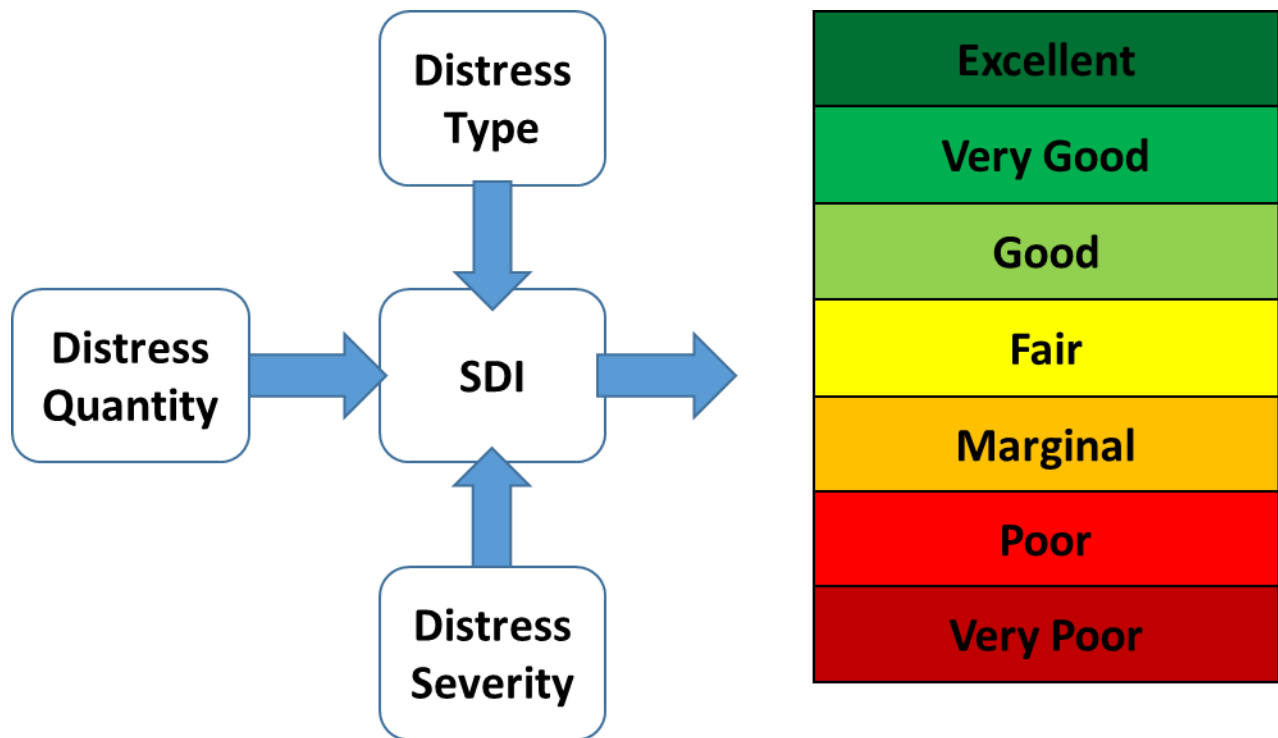 Distress
Type
Distress
Quantity
SDI
Distress
Severity
Excellent
Very Good
Good
Fair
Marginal
Poor
Very Poor